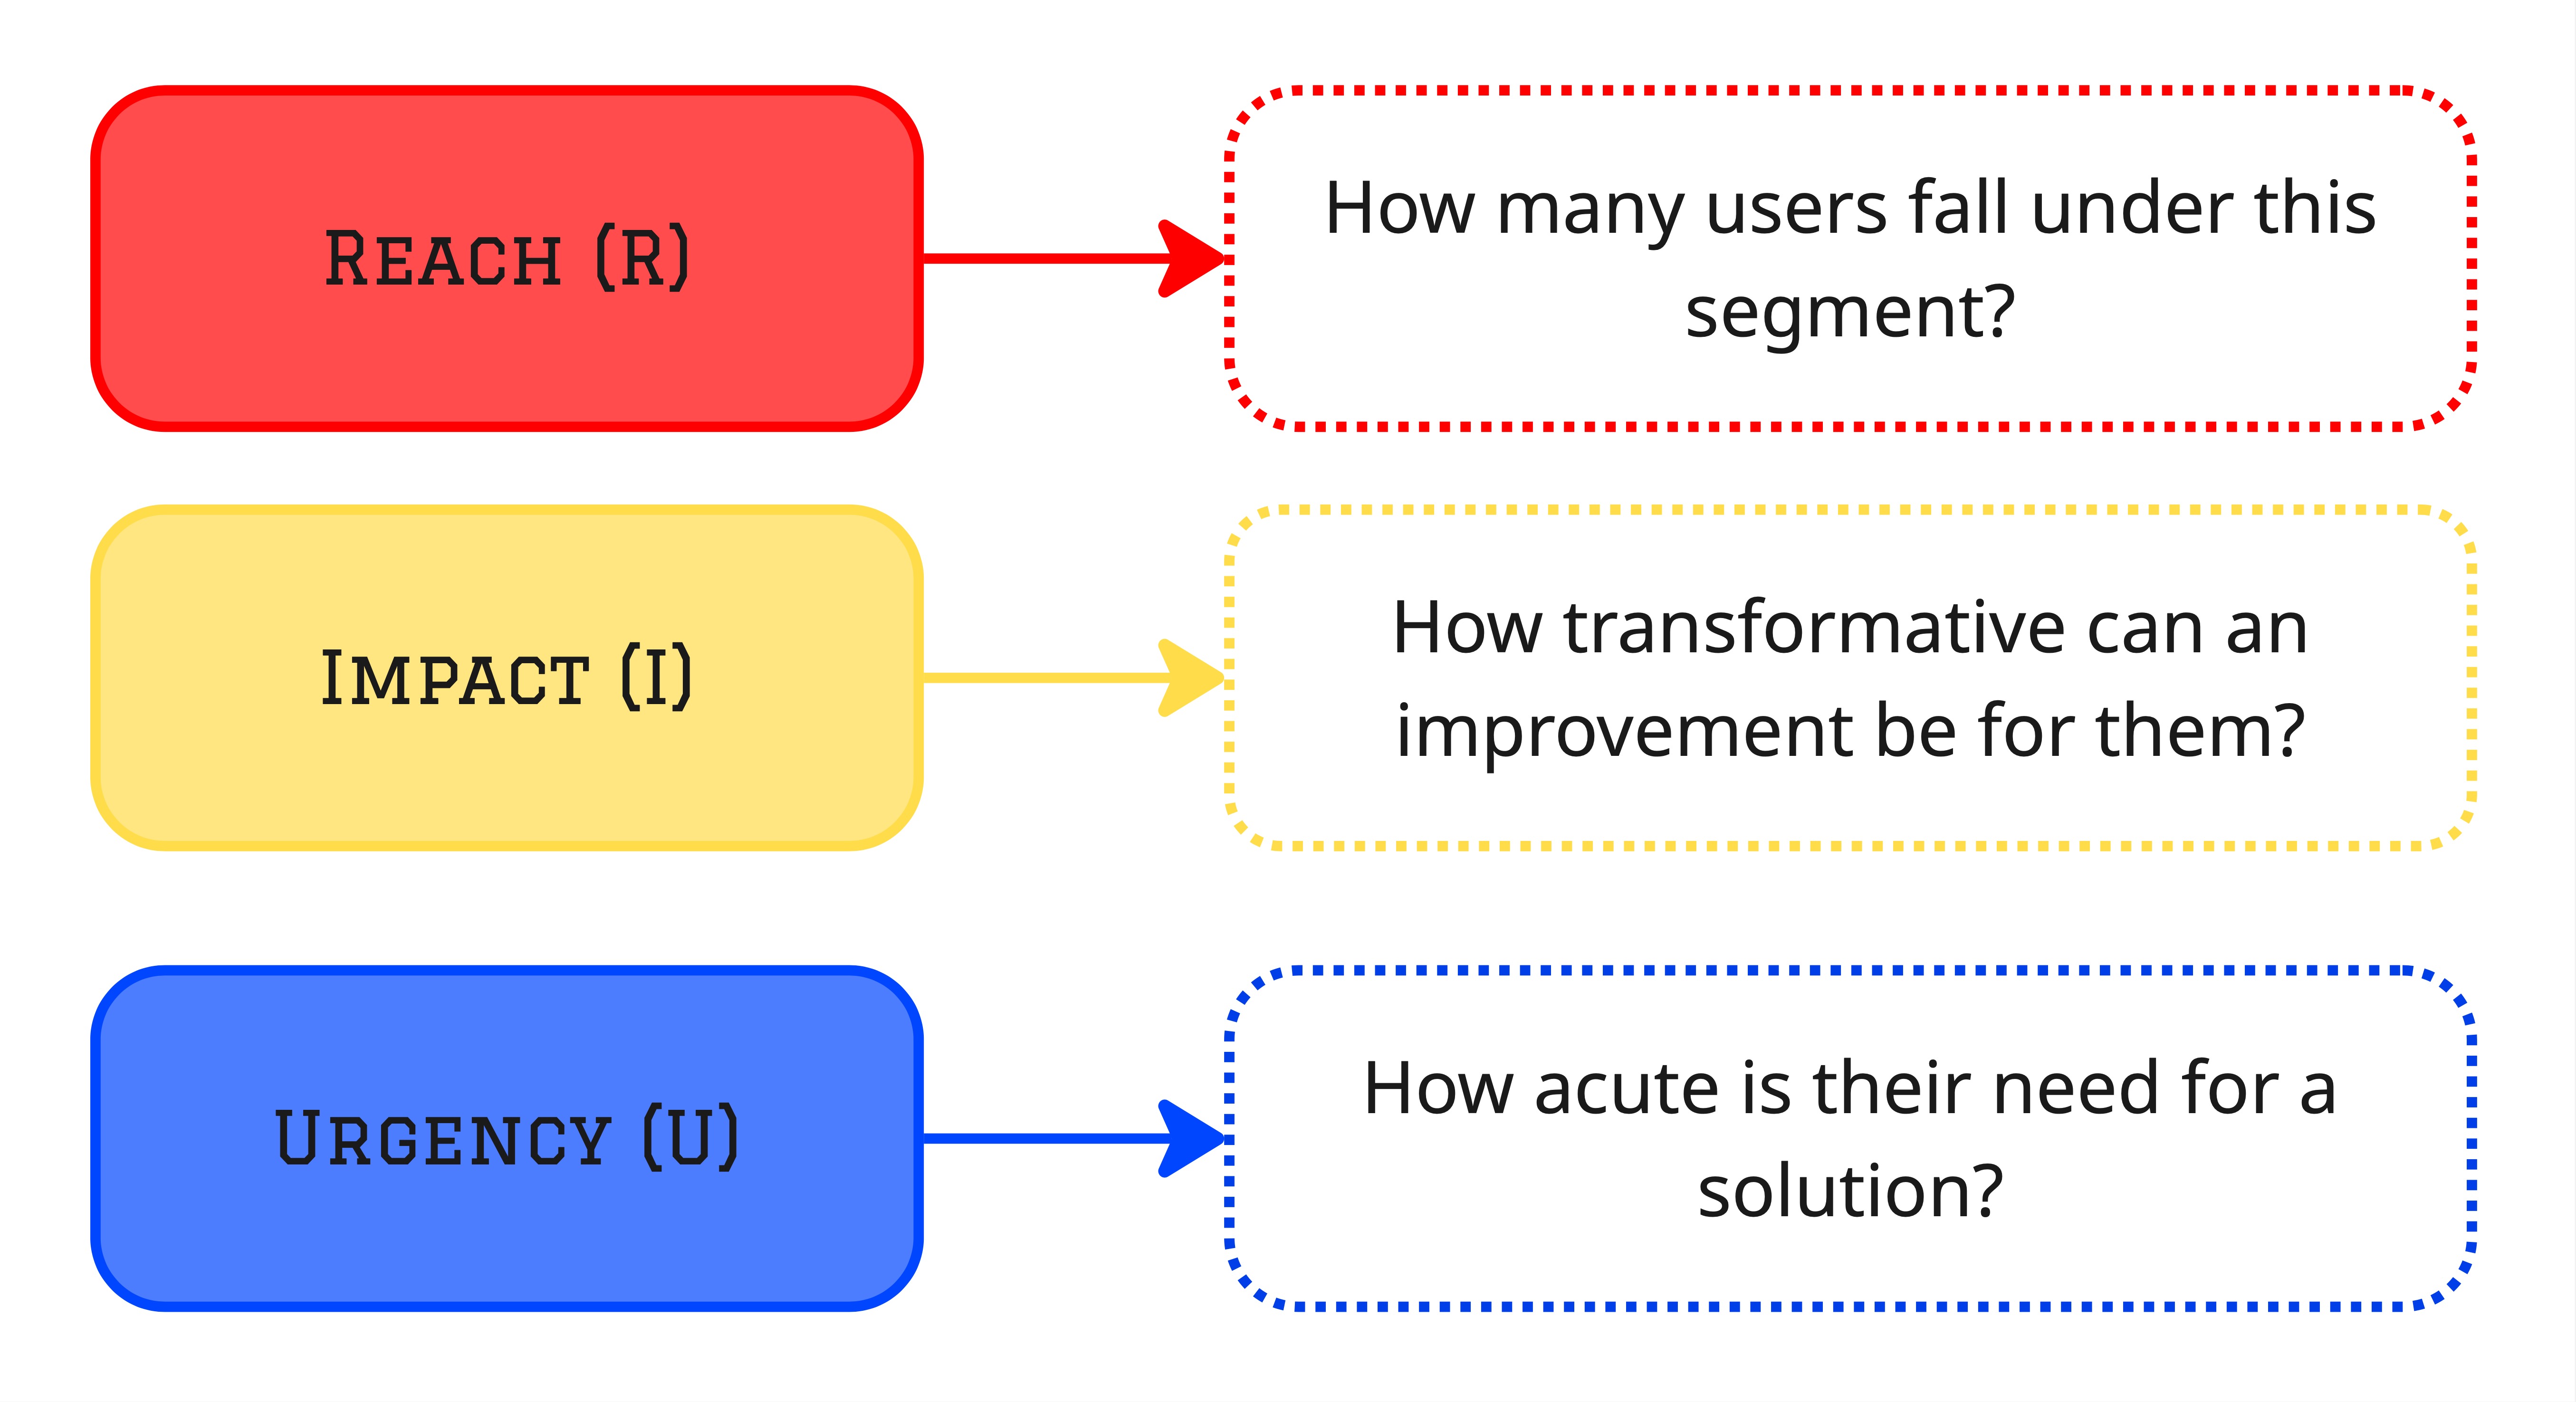 Reach (R)
How many users fall under this
segment?
Impact (I)
How transformative can an
improvement be for them?
Urgency (U)
How acute is their need for a
solution?